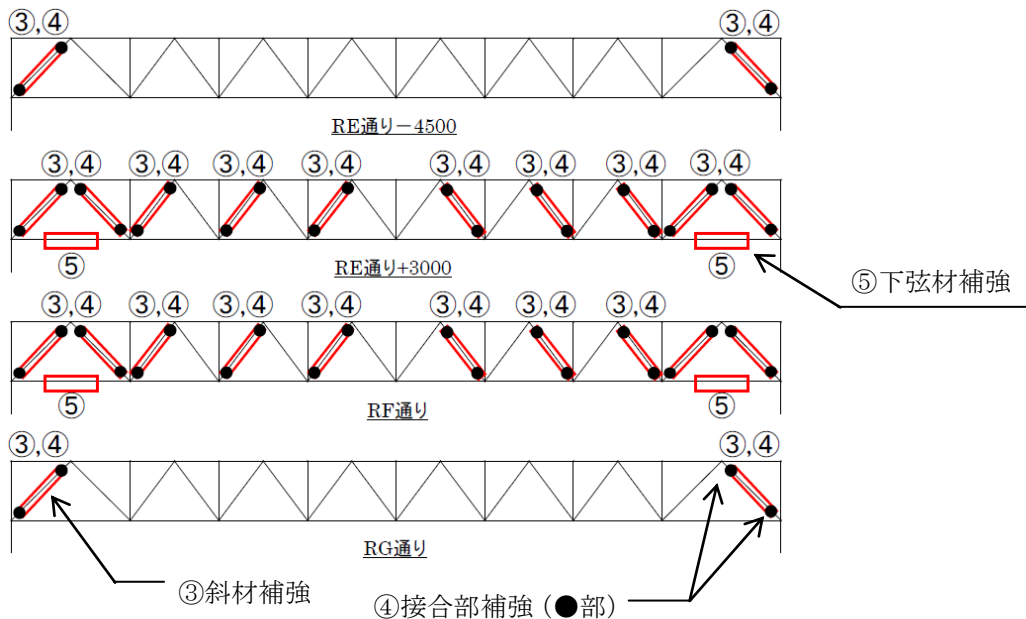 ③,④ ③,④
RE通り−4500
③,④ ③,④ ③,④ ③,④ ③,④ ③,④ ③,④ ③,④
⑤ ⑤
RE通り+3000
⑤下弦材補強
③,④ ③,④ ③,④ ③,④ ③,④ ③,④ ③,④ ③,④
⑤ ⑤
RF通り
③,④ ③,④
RG通り
③斜材補強
④接合部補強（●部）